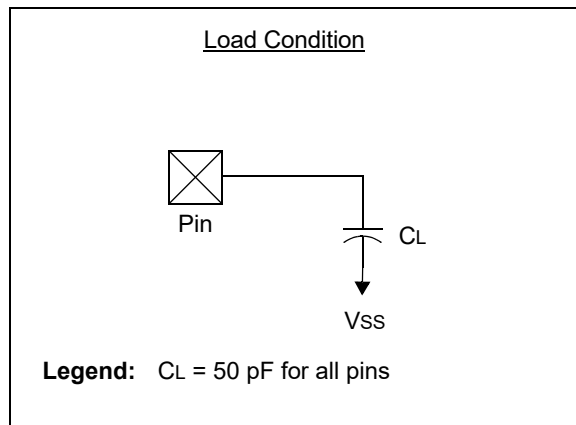 Load Condition
Pin
CL
VSS
Legend: CL = 50 pF for all pins